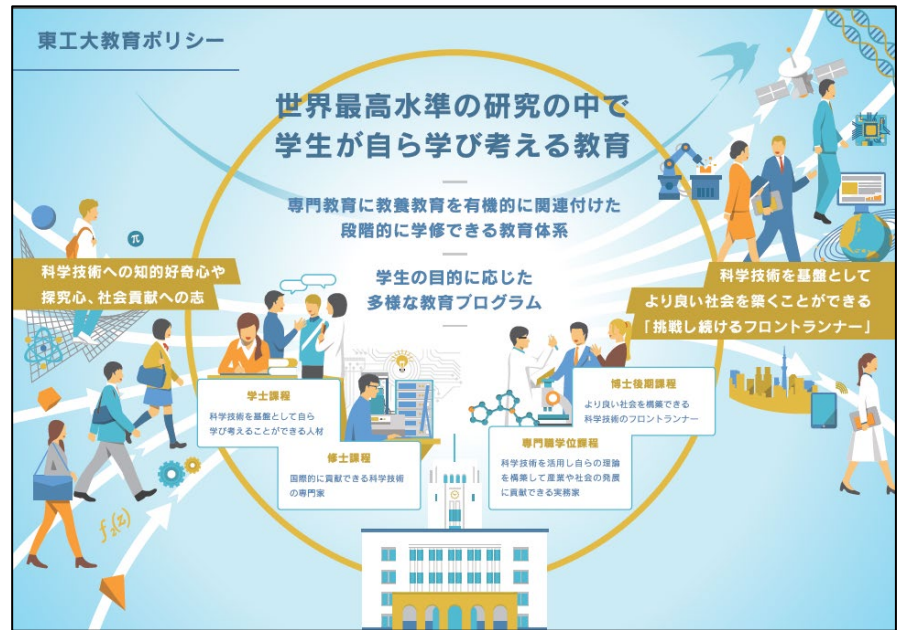 東工大教育ポリシー
世界最高水準の研究の中で
学生が自ら学び考える教育
専門教育に教養教育を有機的に関連付けた
段階的に学修できる教育体系
学生の目的に応じた
多様な教育プログラム
科学技術への知的好奇心や
探究心、社会貢献への志
π
f₂(z)
科学技術を基盤として
より良い社会を築くことができる
「挑戦し続けるフロントランナー」
学士課程
科学技術を基盤として自ら
学び考えることができる人材
修士課程
国際的に貢献できる科学技術
の専門家
博士後期課程
より良い社会を構築できる
科学技術のフロントランナー
専門職学位課程
科学技術を活用し自らの理論
を構築して産業や社会の発展
に貢献できる実務家